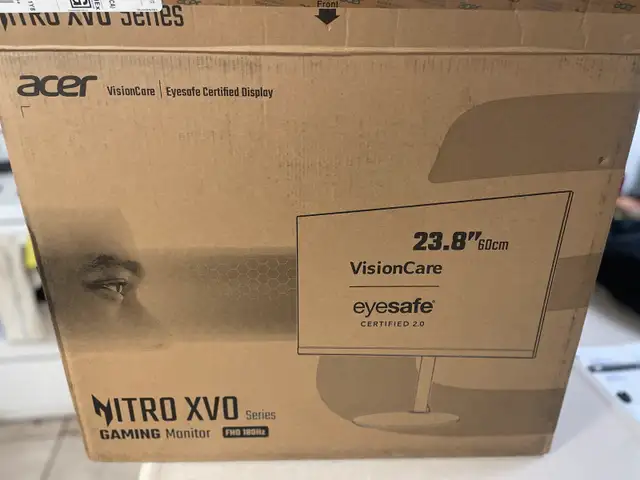 Front
NITRO XV0 Series
acer VisionCare | Eyesafe Certified Display
23.8" 60cm
VisionCare
eyesafe®
CERTIFIED 2.0
NITRO XV0 Series
GAMING Monitor FHD 180Hz